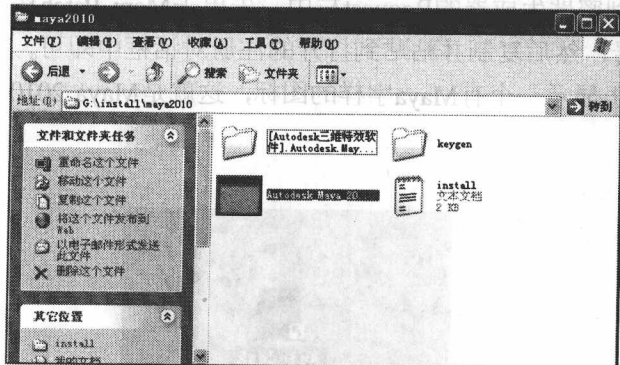 maya2010
文件(F) 编辑(E) 查看(V) 收藏(A) 工具(T) 帮助(H)
后退 搜索 文件夹
地址(D) G:\install\maya2010 转到
文件和文件夹任务
重命名这个文件
移动这个文件
复制这个文件
将这个文件发布到
Web
以电子邮件形式发送
此文件
删除这个文件
其它位置
install
我的文档
[Autodesk三维特效软
件].Autodesk.May...
keygen
Autodesk Maya 20...
install
文本文档
2 KB